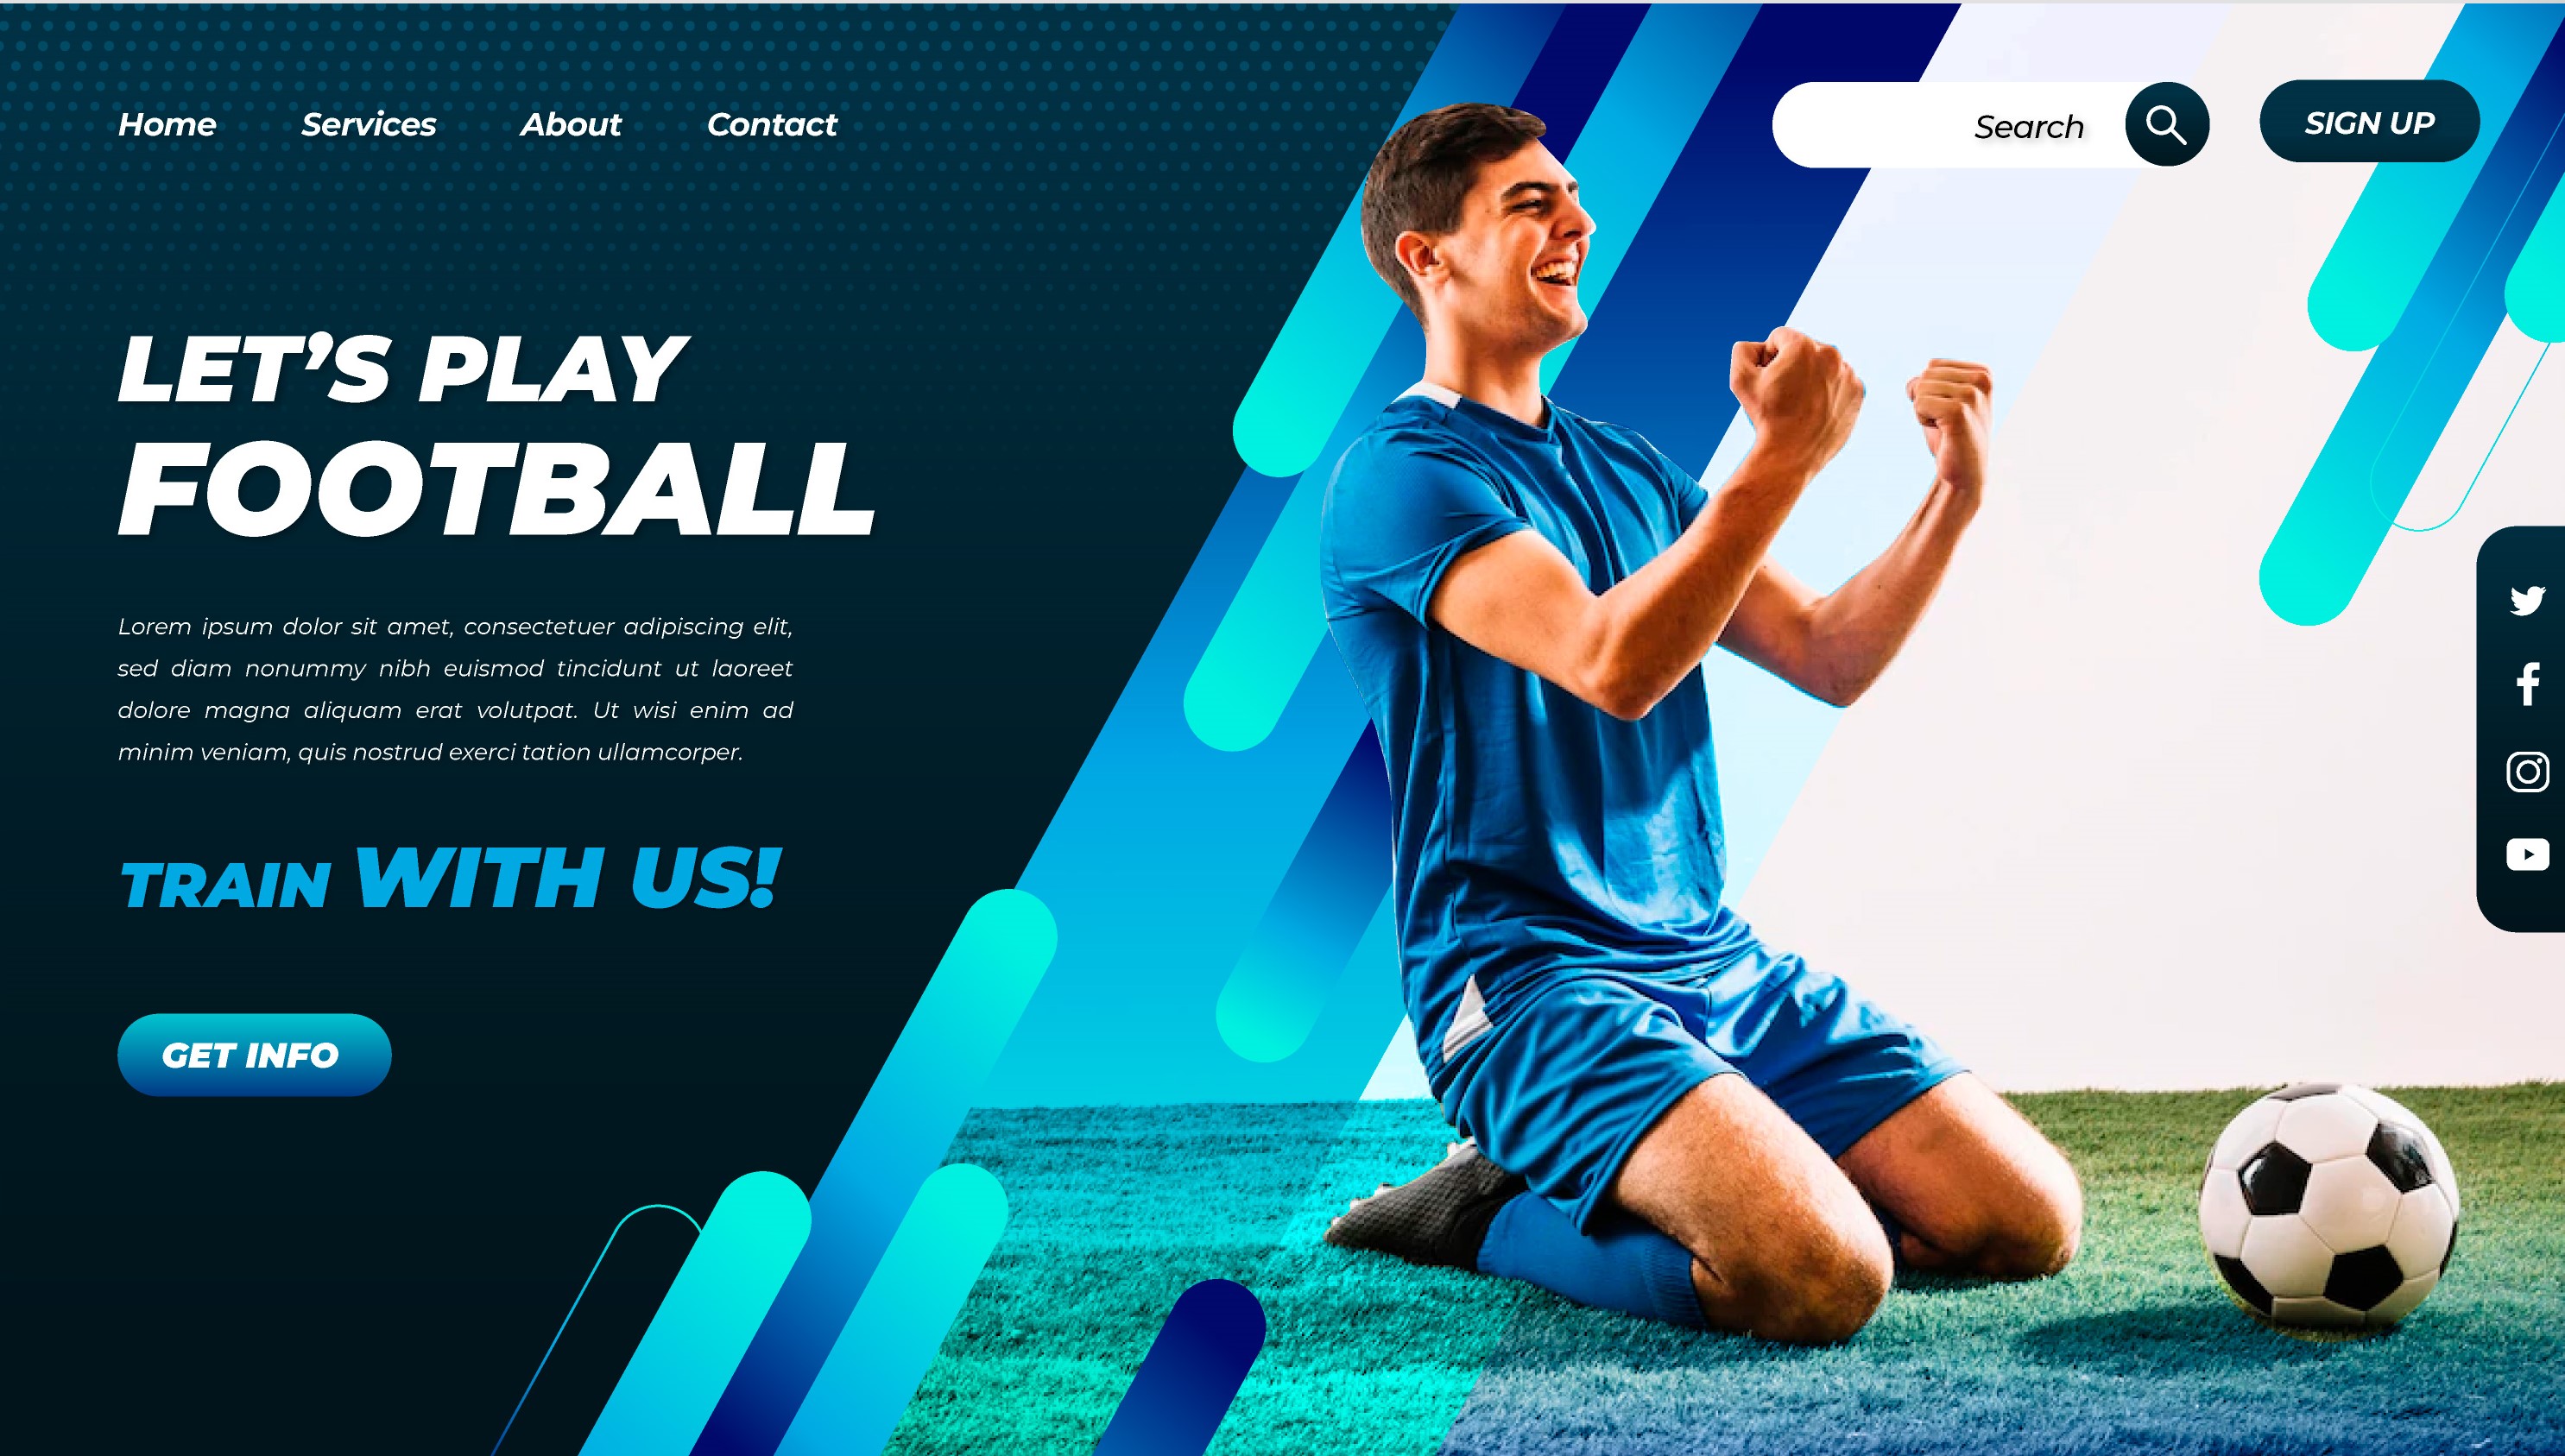 Home Services About Contact Search SIGN UP
LET’S PLAY
FOOTBALL
Lorem ipsum dolor sit amet, consectetuer adipiscing elit,
sed diam nonummy nibh euismod tincidunt ut laoreet
dolore magna aliquam erat volutpat. Ut wisi enim ad
minim veniam, quis nostrud exerci tation ullamcorper.
TRAIN WITH US!
GET INFO